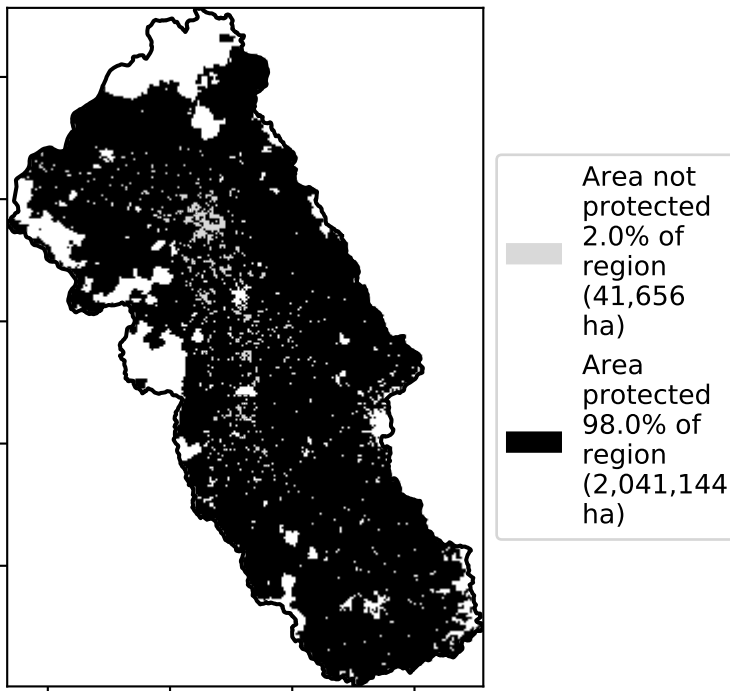 Area not
protected
2.0% of
region
(41,656
ha)
Area
protected
98.0% of
region
(2,041,144
ha)